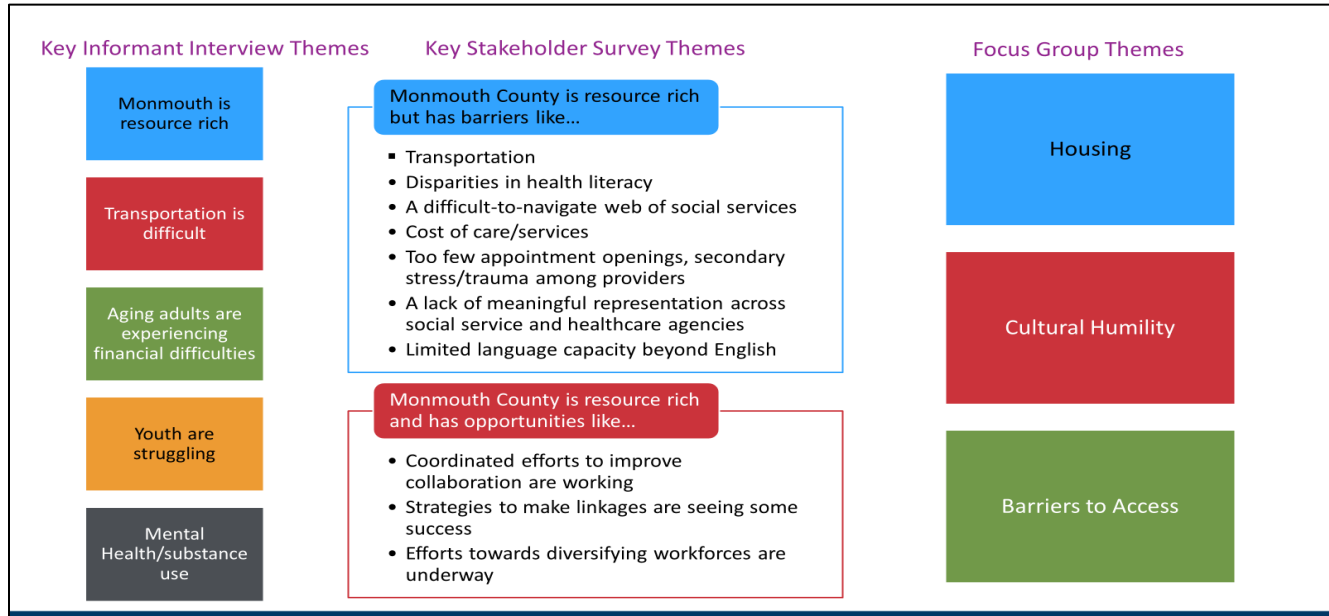 Key Informant Interview Themes
Monmouth is
resource rich
Transportation is
difficult
Aging adults are
experiencing
financial difficulties
Youth are
struggling
Mental
Health/substance
use
Key Stakeholder Survey Themes
Monmouth County is resource rich
but has barriers like...
▪ Transportation
• Disparities in health literacy
• A difficult-to-navigate web of social services
• Cost of care/services
• Too few appointment openings, secondary
stress/trauma among providers
• A lack of meaningful representation across
social service and healthcare agencies
• Limited language capacity beyond English
Monmouth County is resource rich
and has opportunities like...
• Coordinated efforts to improve
collaboration are working
• Strategies to make linkages are seeing some
success
• Efforts towards diversifying workforces are
underway
Focus Group Themes
Housing
Cultural Humility
Barriers to Access